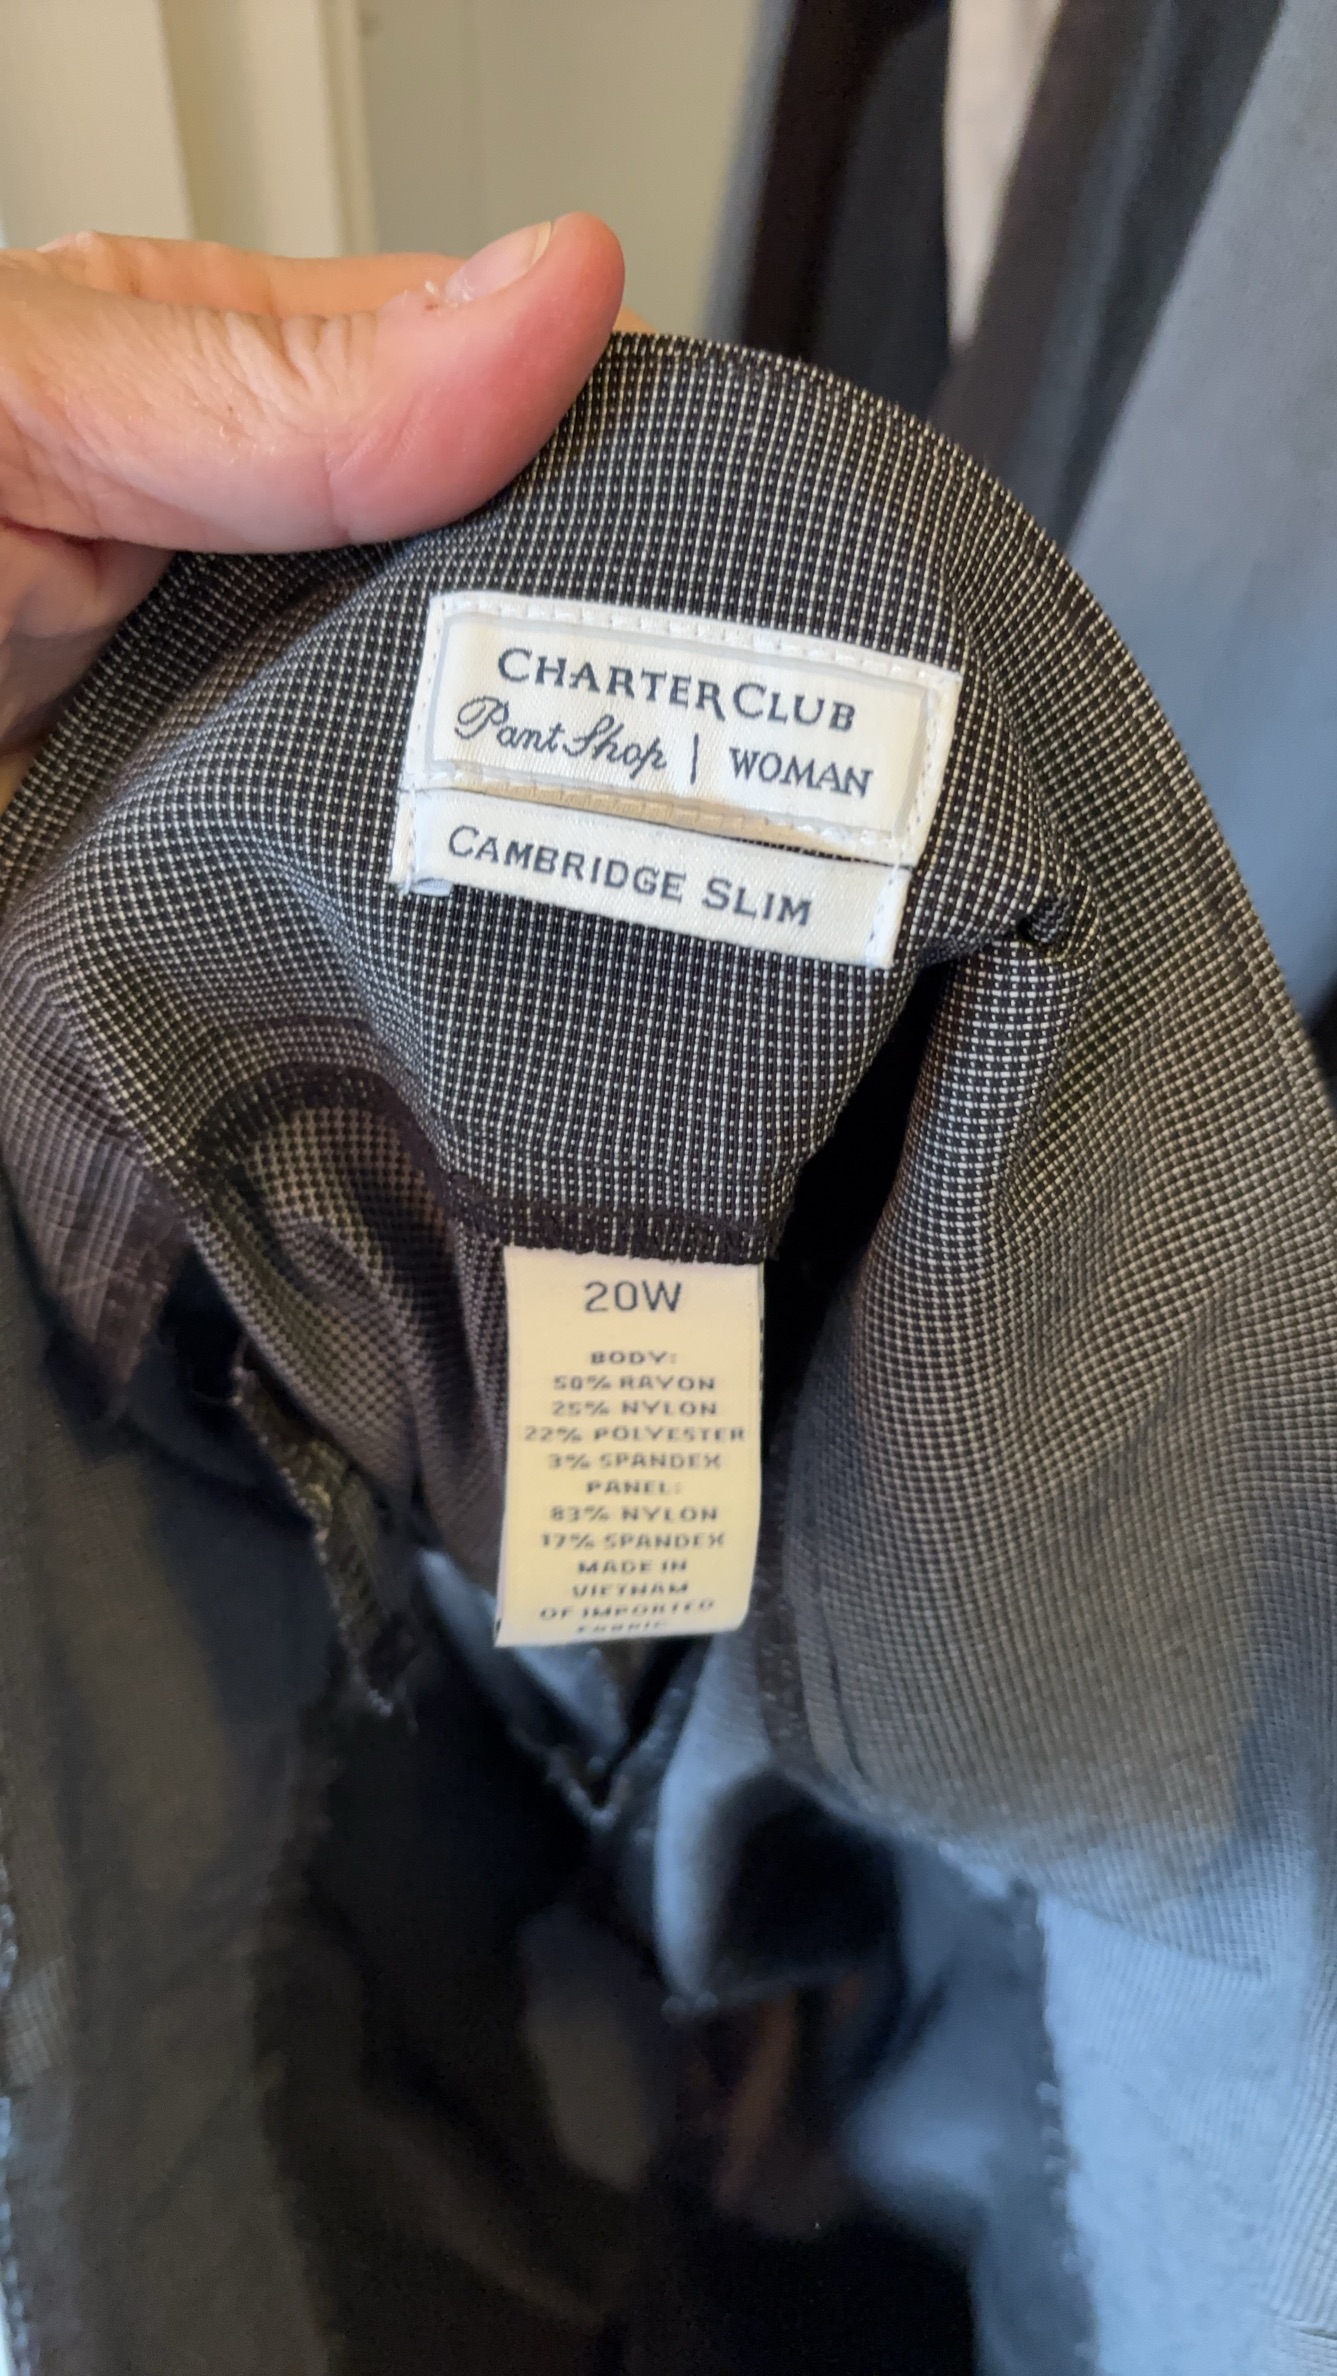 CHARTER CLUB
Pant Shop | WOMAN
CAMBRIDGE SLIM
20W
BODY:
50% RAYON
25% NYLON
22% POLYESTER
3% SPANDEX
PANEL:
83% NYLON
17% SPANDEX
MADE IN
VIETNAM
OF IMPORTED
FABRIC